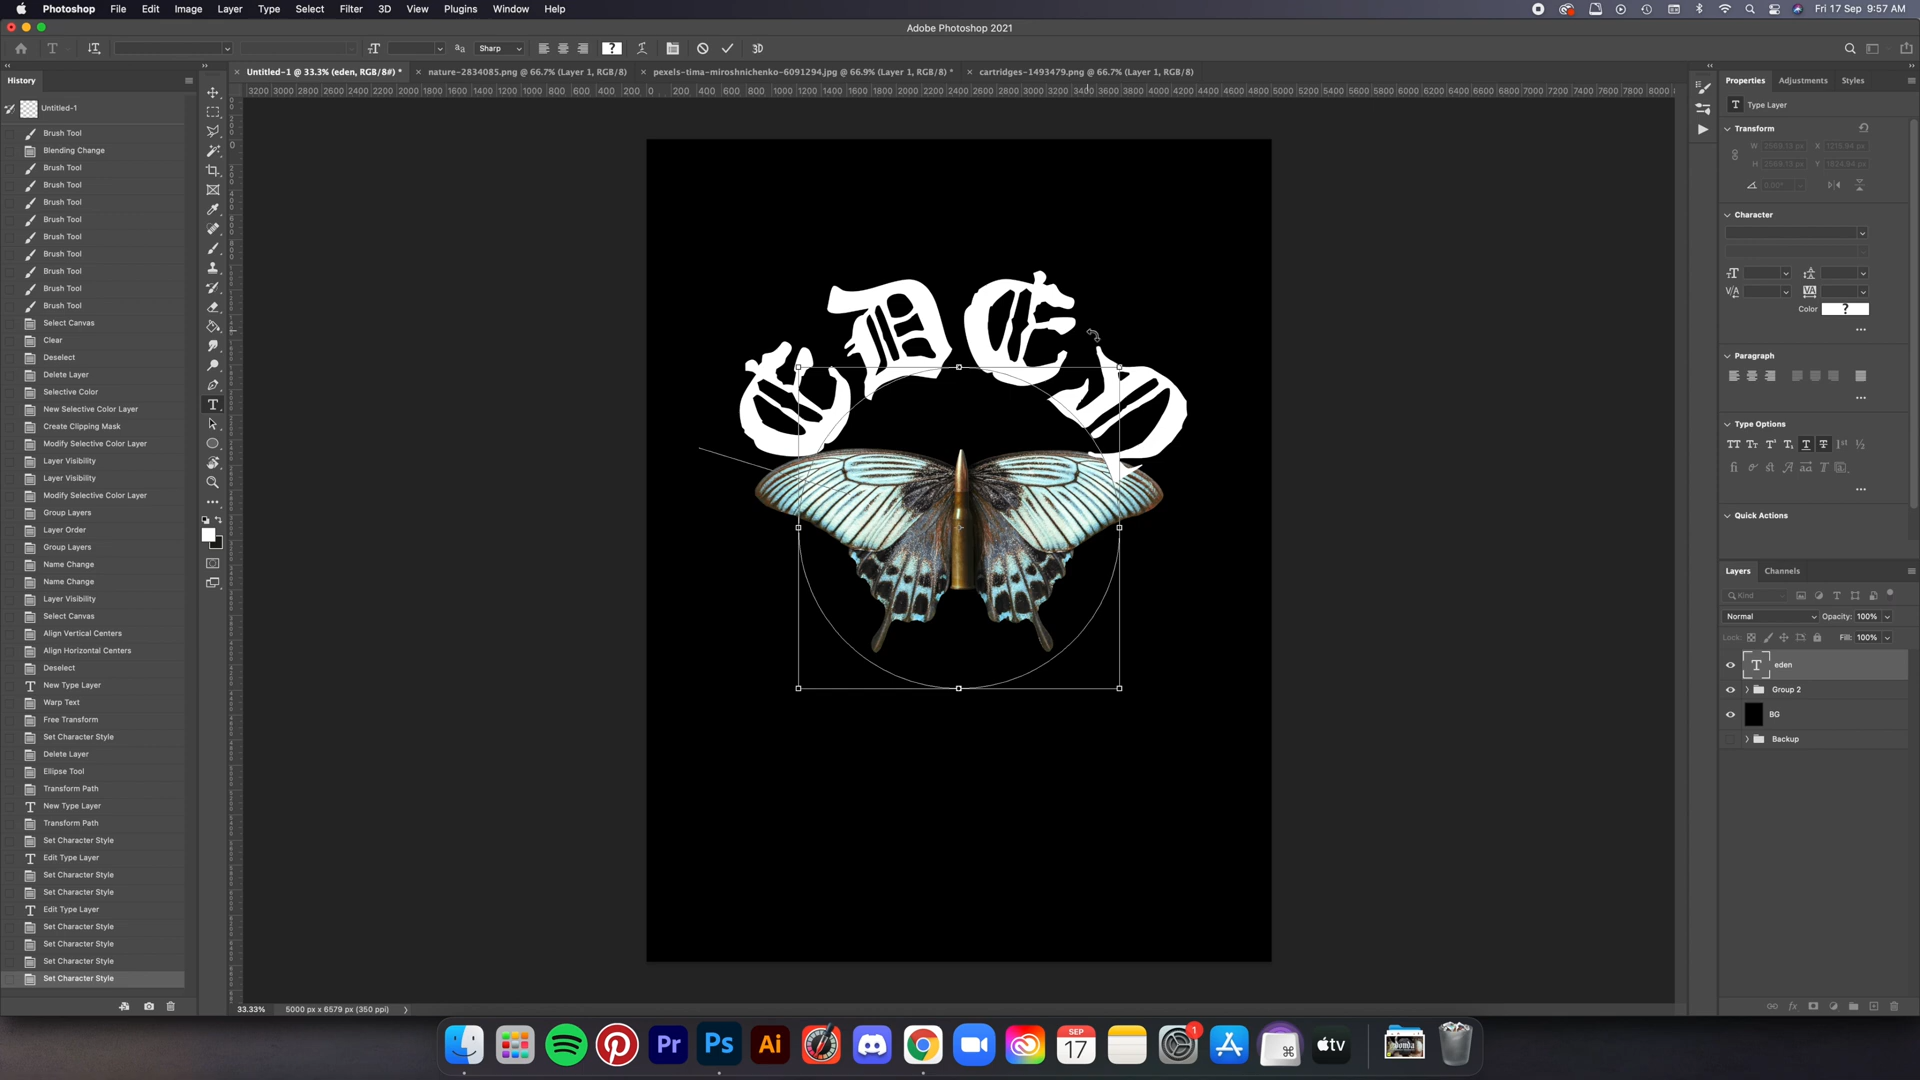 Photoshop File Edit Image Layer Type Select Filter 3D View Plugins Window Help Fri 17 Sep 9:57 AM
Adobe Photoshop 2021
Sharp 3D
Untitled-1 @ 33.3% (eden, RGB/8#) * nature-2834085.png @ 66.7% (Layer 1, RGB/8) pexels-tima-miroshnichenko-6091294.jpg @ 66.9% (Layer 1, RGB/8) * cartridges-1493479.png @ 66.7% (Layer 1, RGB/8)
History
Untitled-1
Brush Tool
Blending Change
Brush Tool
Brush Tool
Brush Tool
Brush Tool
Brush Tool
Brush Tool
Brush Tool
Brush Tool
Brush Tool
Select Canvas
Clear
Deselect
Delete Layer
Selective Color
New Selective Color Layer
Create Clipping Mask
Modify Selective Color Layer
Layer Visibility
Layer Visibility
Modify Selective Color Layer
Group Layers
Layer Order
Group Layers
Name Change
Name Change
Layer Visibility
Select Canvas
Align Vertical Centers
Align Horizontal Centers
Deselect
New Type Layer
Warp Text
Free Transform
Set Character Style
Delete Layer
Ellipse Tool
Transform Path
New Type Layer
Transform Path
Set Character Style
Edit Type Layer
Set Character Style
Set Character Style
Edit Type Layer
Set Character Style
Set Character Style
Set Character Style
Set Character Style
EDEN
33.33% 5000 px x 6579 px (350 ppi)
Properties Adjustments Styles
Type Layer
Transform
Character
Color ?
Paragraph
Type Options
Quick Actions
Layers Channels
Kind
Normal Opacity: 100%
Lock: Fill: 100%
eden
Group 2
BG
Backup
Pr Ps Ai SEP 17 1 tv